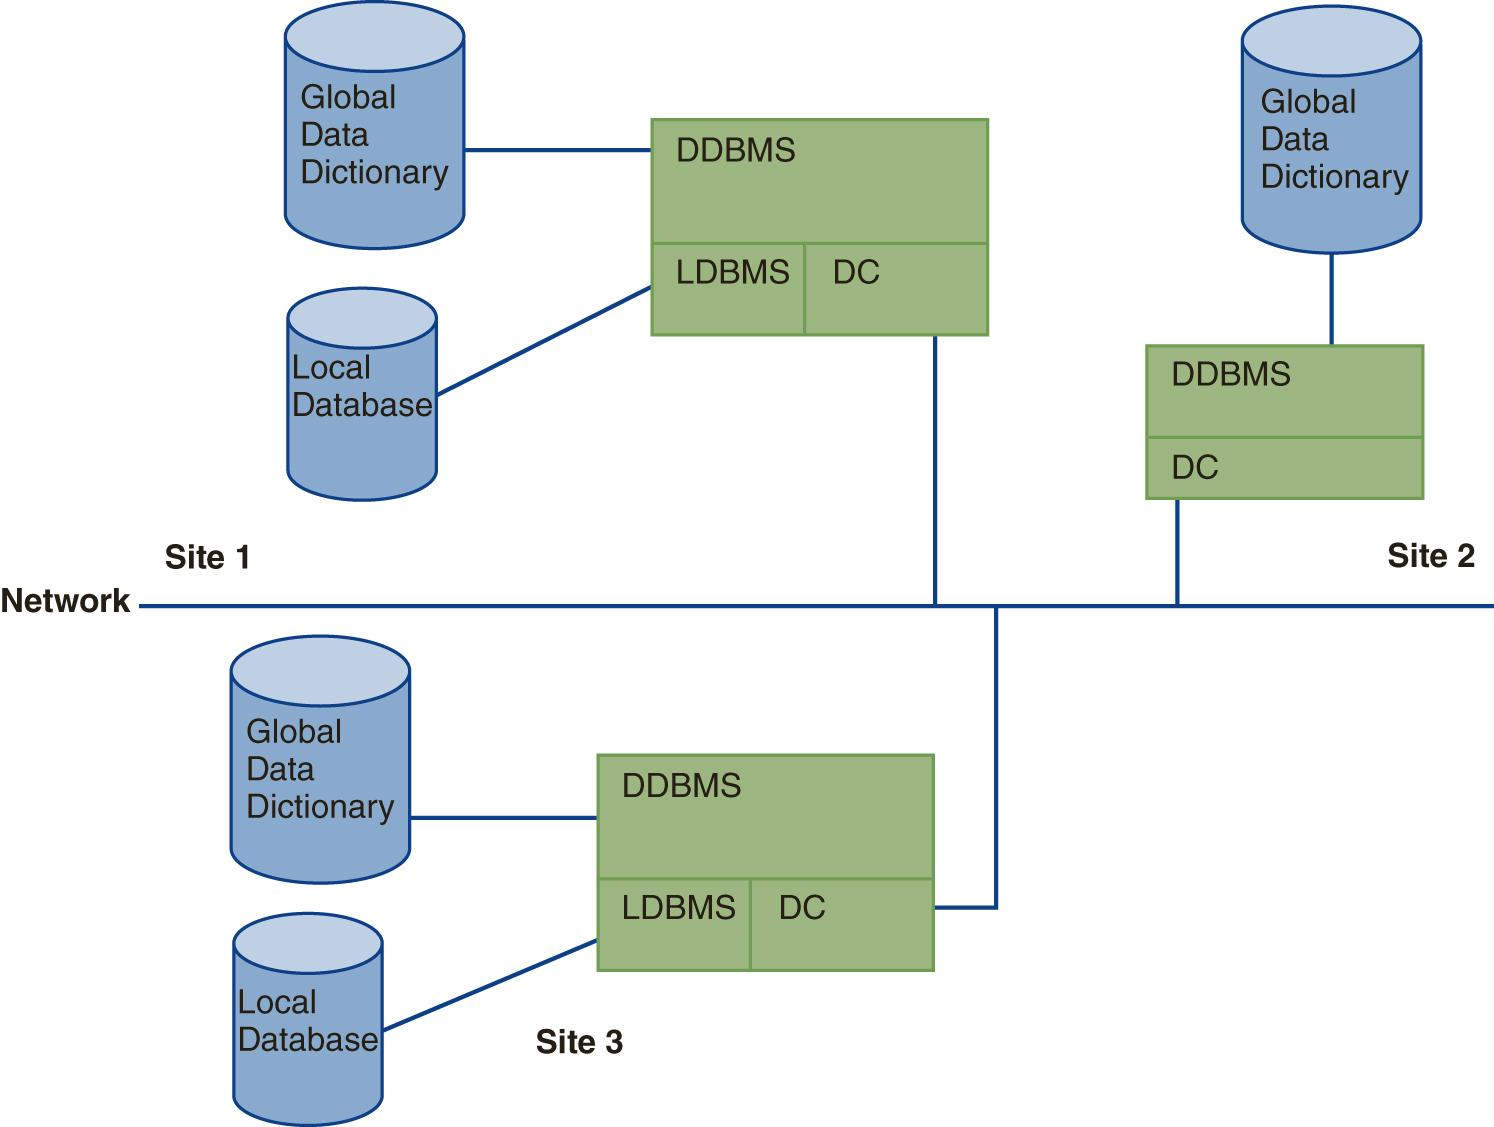 Global
Data
Dictionary
DDBMS
LDBMS
DC
Local
Database
Site 1
Global
Data
Dictionary
DDBMS
DC
Site 2
Network
Global
Data
Dictionary
DDBMS
LDBMS
DC
Local
Database
Site 3